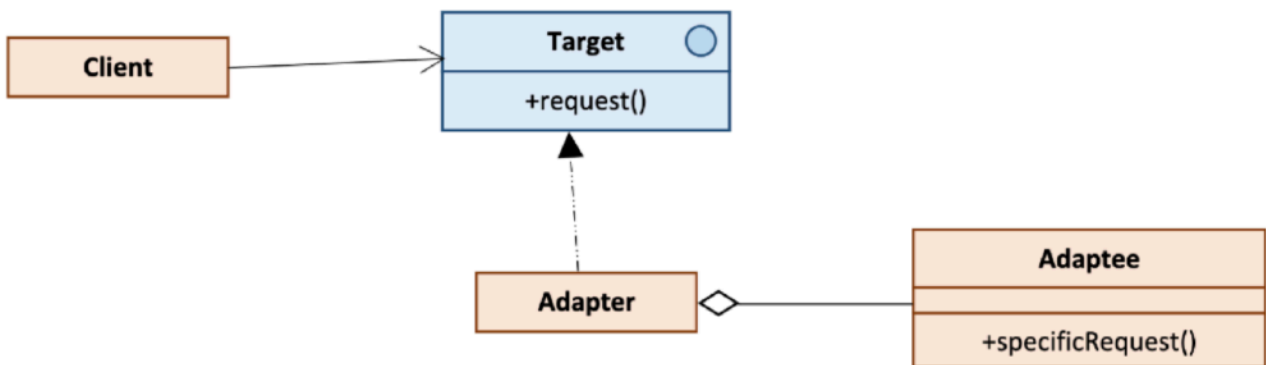 Client
Target
+request()
Adapter
Adaptee
+specificRequest()